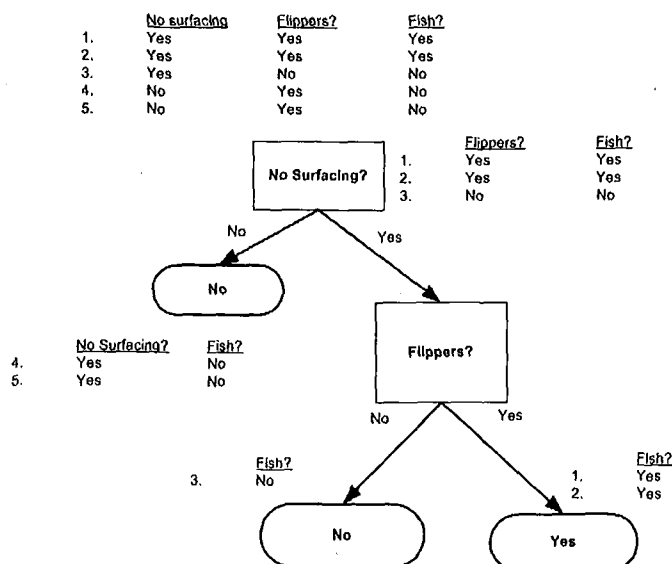 No surfacing Flippers? Fish?
1. Yes Yes Yes
2. Yes Yes Yes
3. Yes No No
4. No Yes No
5. No Yes No
Flippers? Fish?
1. Yes Yes
2. Yes Yes
3. No No
No Surfacing?
No Yes
No
Flippers?
No Surfacing? Fish?
4. Yes No
5. Yes No
No Yes
Fish?
3. No
Fish?
1. Yes
2. Yes
No
Yes